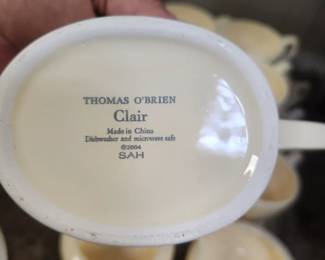 THOMAS O'BRIEN
Clair
Made in China
Dishwasher and microwave safe
©2004
SAH